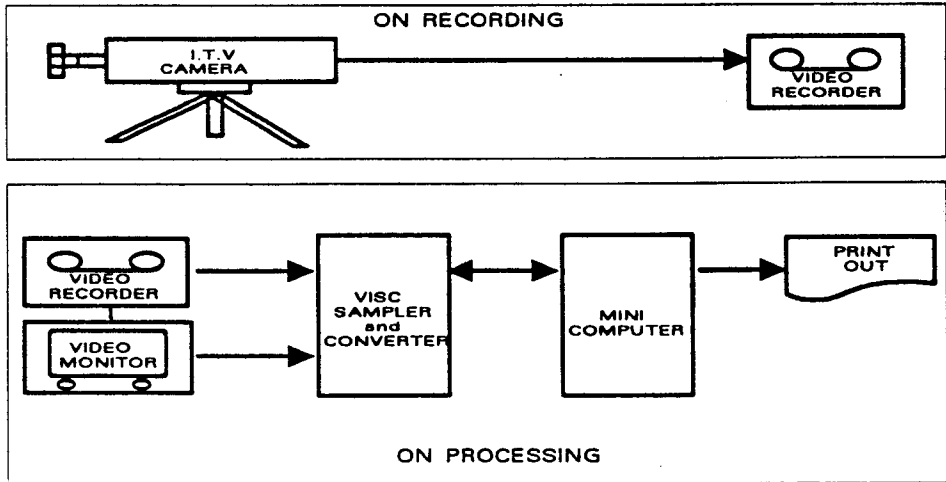 ON RECORDING
I.T.V
CAMERA
VIDEO
RECORDER
VIDEO
RECORDER
VIDEO
MONITOR
VISC
SAMPLER
and
CONVERTER
MINI
COMPUTER
PRINT
OUT
ON PROCESSING